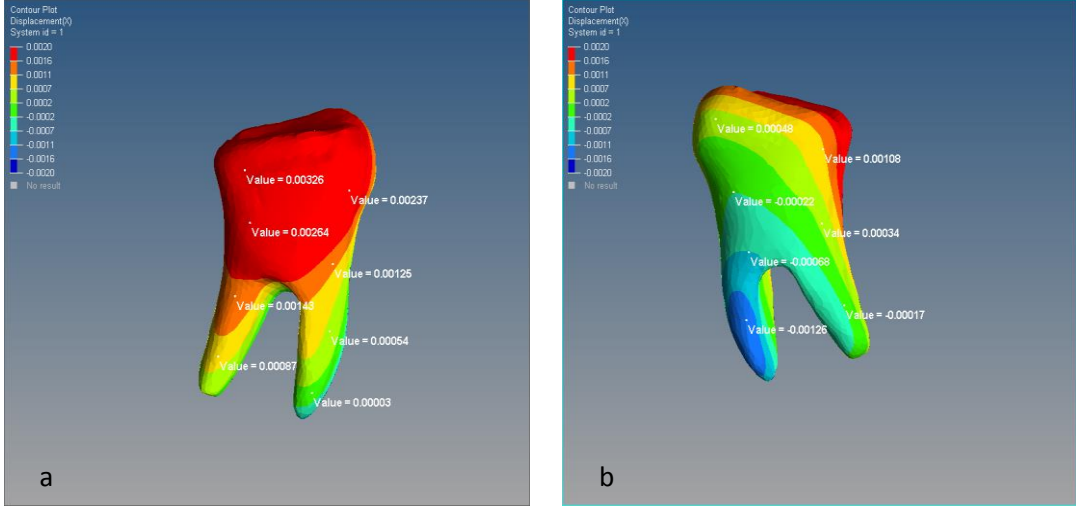 Contour Plot
Displacement(X)
System id = 1
0.0020
0.0016
0.0011
0.0007
0.0002
-0.0002
-0.0007
-0.0011
-0.0016
-0.0020
No result
Value = 0.00326
Value = 0.00237
Value = 0.00264
Value = 0.00125
Value = 0.00143
Value = 0.00054
Value = 0.00087
Value = 0.00003
a
Contour Plot
Displacement(X)
System id = 1
0.0020
0.0016
0.0011
0.0007
0.0002
-0.0002
-0.0007
-0.0011
-0.0016
-0.0020
No result
Value = 0.00048
Value = 0.00108
Value = -0.00022
Value = 0.00034
Value = -0.00068
Value = -0.00017
Value = -0.00126
b